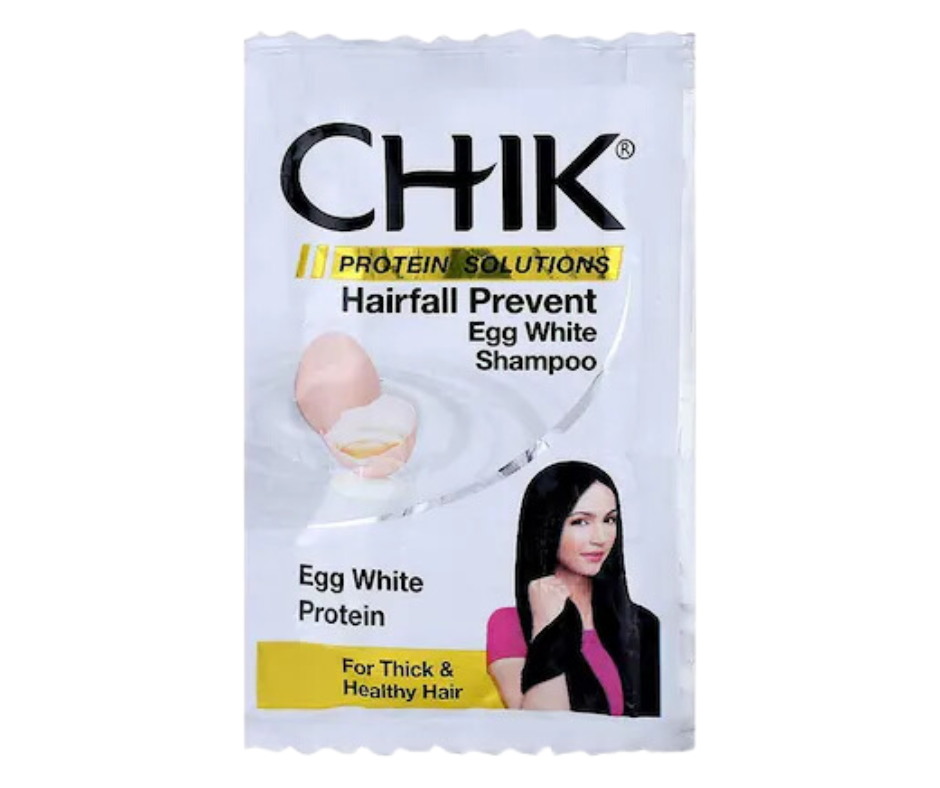 CHIK®
PROTEIN SOLUTIONS
Hairfall Prevent
Egg White
Shampoo
Egg White
Protein
For Thick &
Healthy Hair